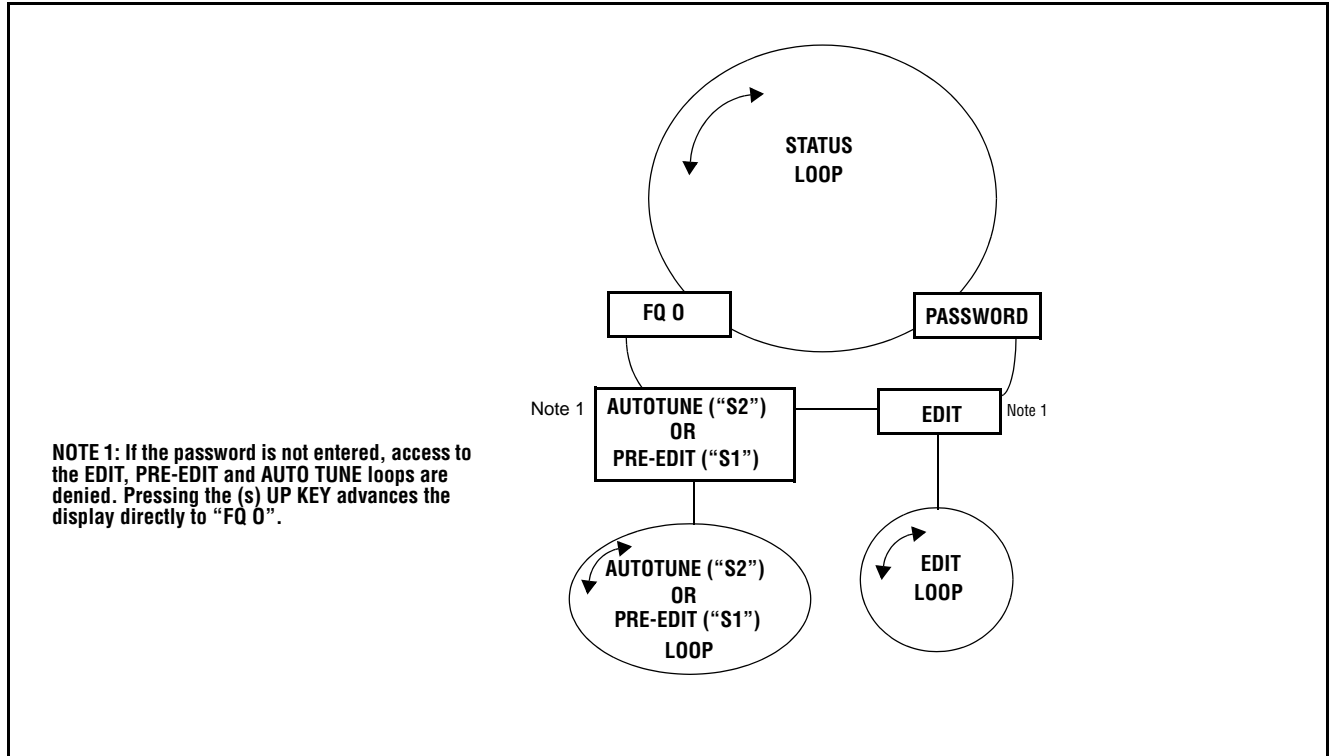 STATUS
LOOP
FQ 0
PASSWORD
Note 1
AUTOTUNE (“S2”)
OR
PRE-EDIT (“S1”)
EDIT
Note 1
NOTE 1: If the password is not entered, access to
the EDIT, PRE-EDIT and AUTO TUNE loops are
denied. Pressing the (s) UP KEY advances the
display directly to “FQ 0”.
AUTOTUNE (“S2”)
OR
PRE-EDIT (“S1”)
LOOP
EDIT
LOOP